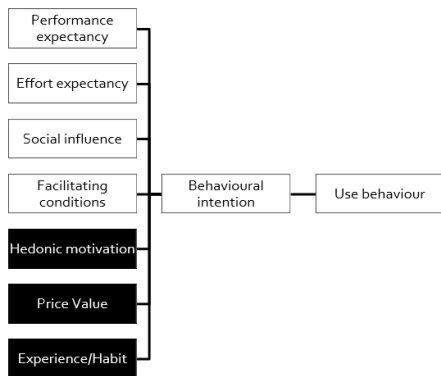 Performance
expectancy
Effort expectancy
Social influence
Facilitating
conditions
Behavioural
intention
Use behaviour
Hedonic motivation
Price Value
Experience/Habit